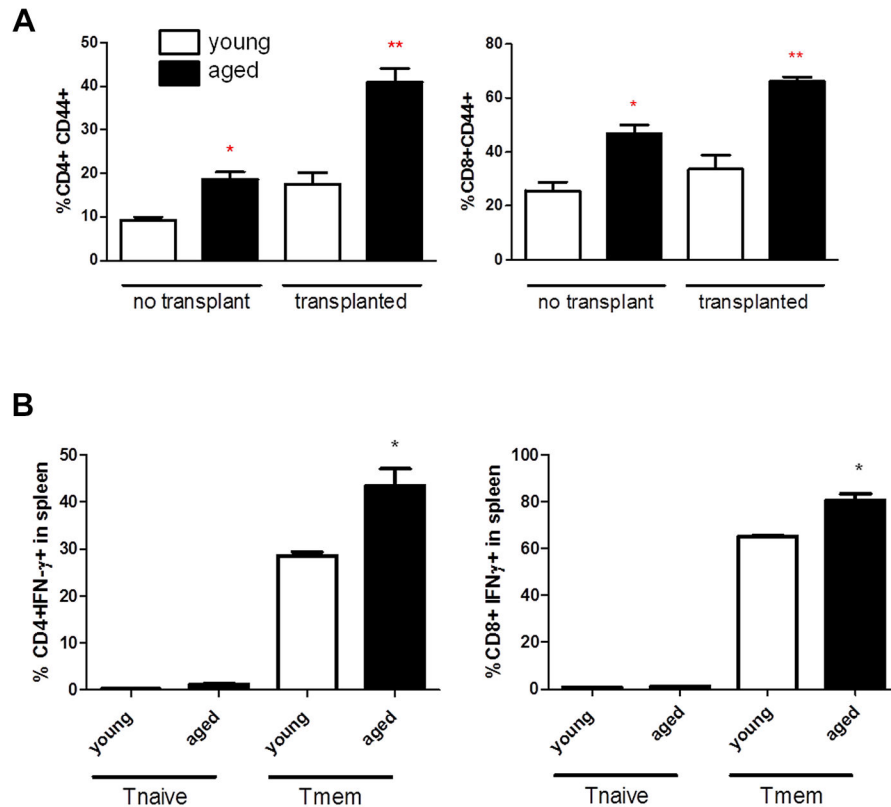 A
young
aged
%CD4+ CD44+
50
40
30
20
10
0
*
**
no transplant
transplanted
%CD8+CD44+
80
60
40
20
0
*
**
no transplant
transplanted
B
% CD4+IFN-γ+ in spleen
50
40
30
20
10
0
*
young
aged
young
aged
Tnaive
Tmem
%CD8+ IFNγ+ in spleen
100
80
60
40
20
0
*
young
aged
young
aged
Tnaive
Tmem